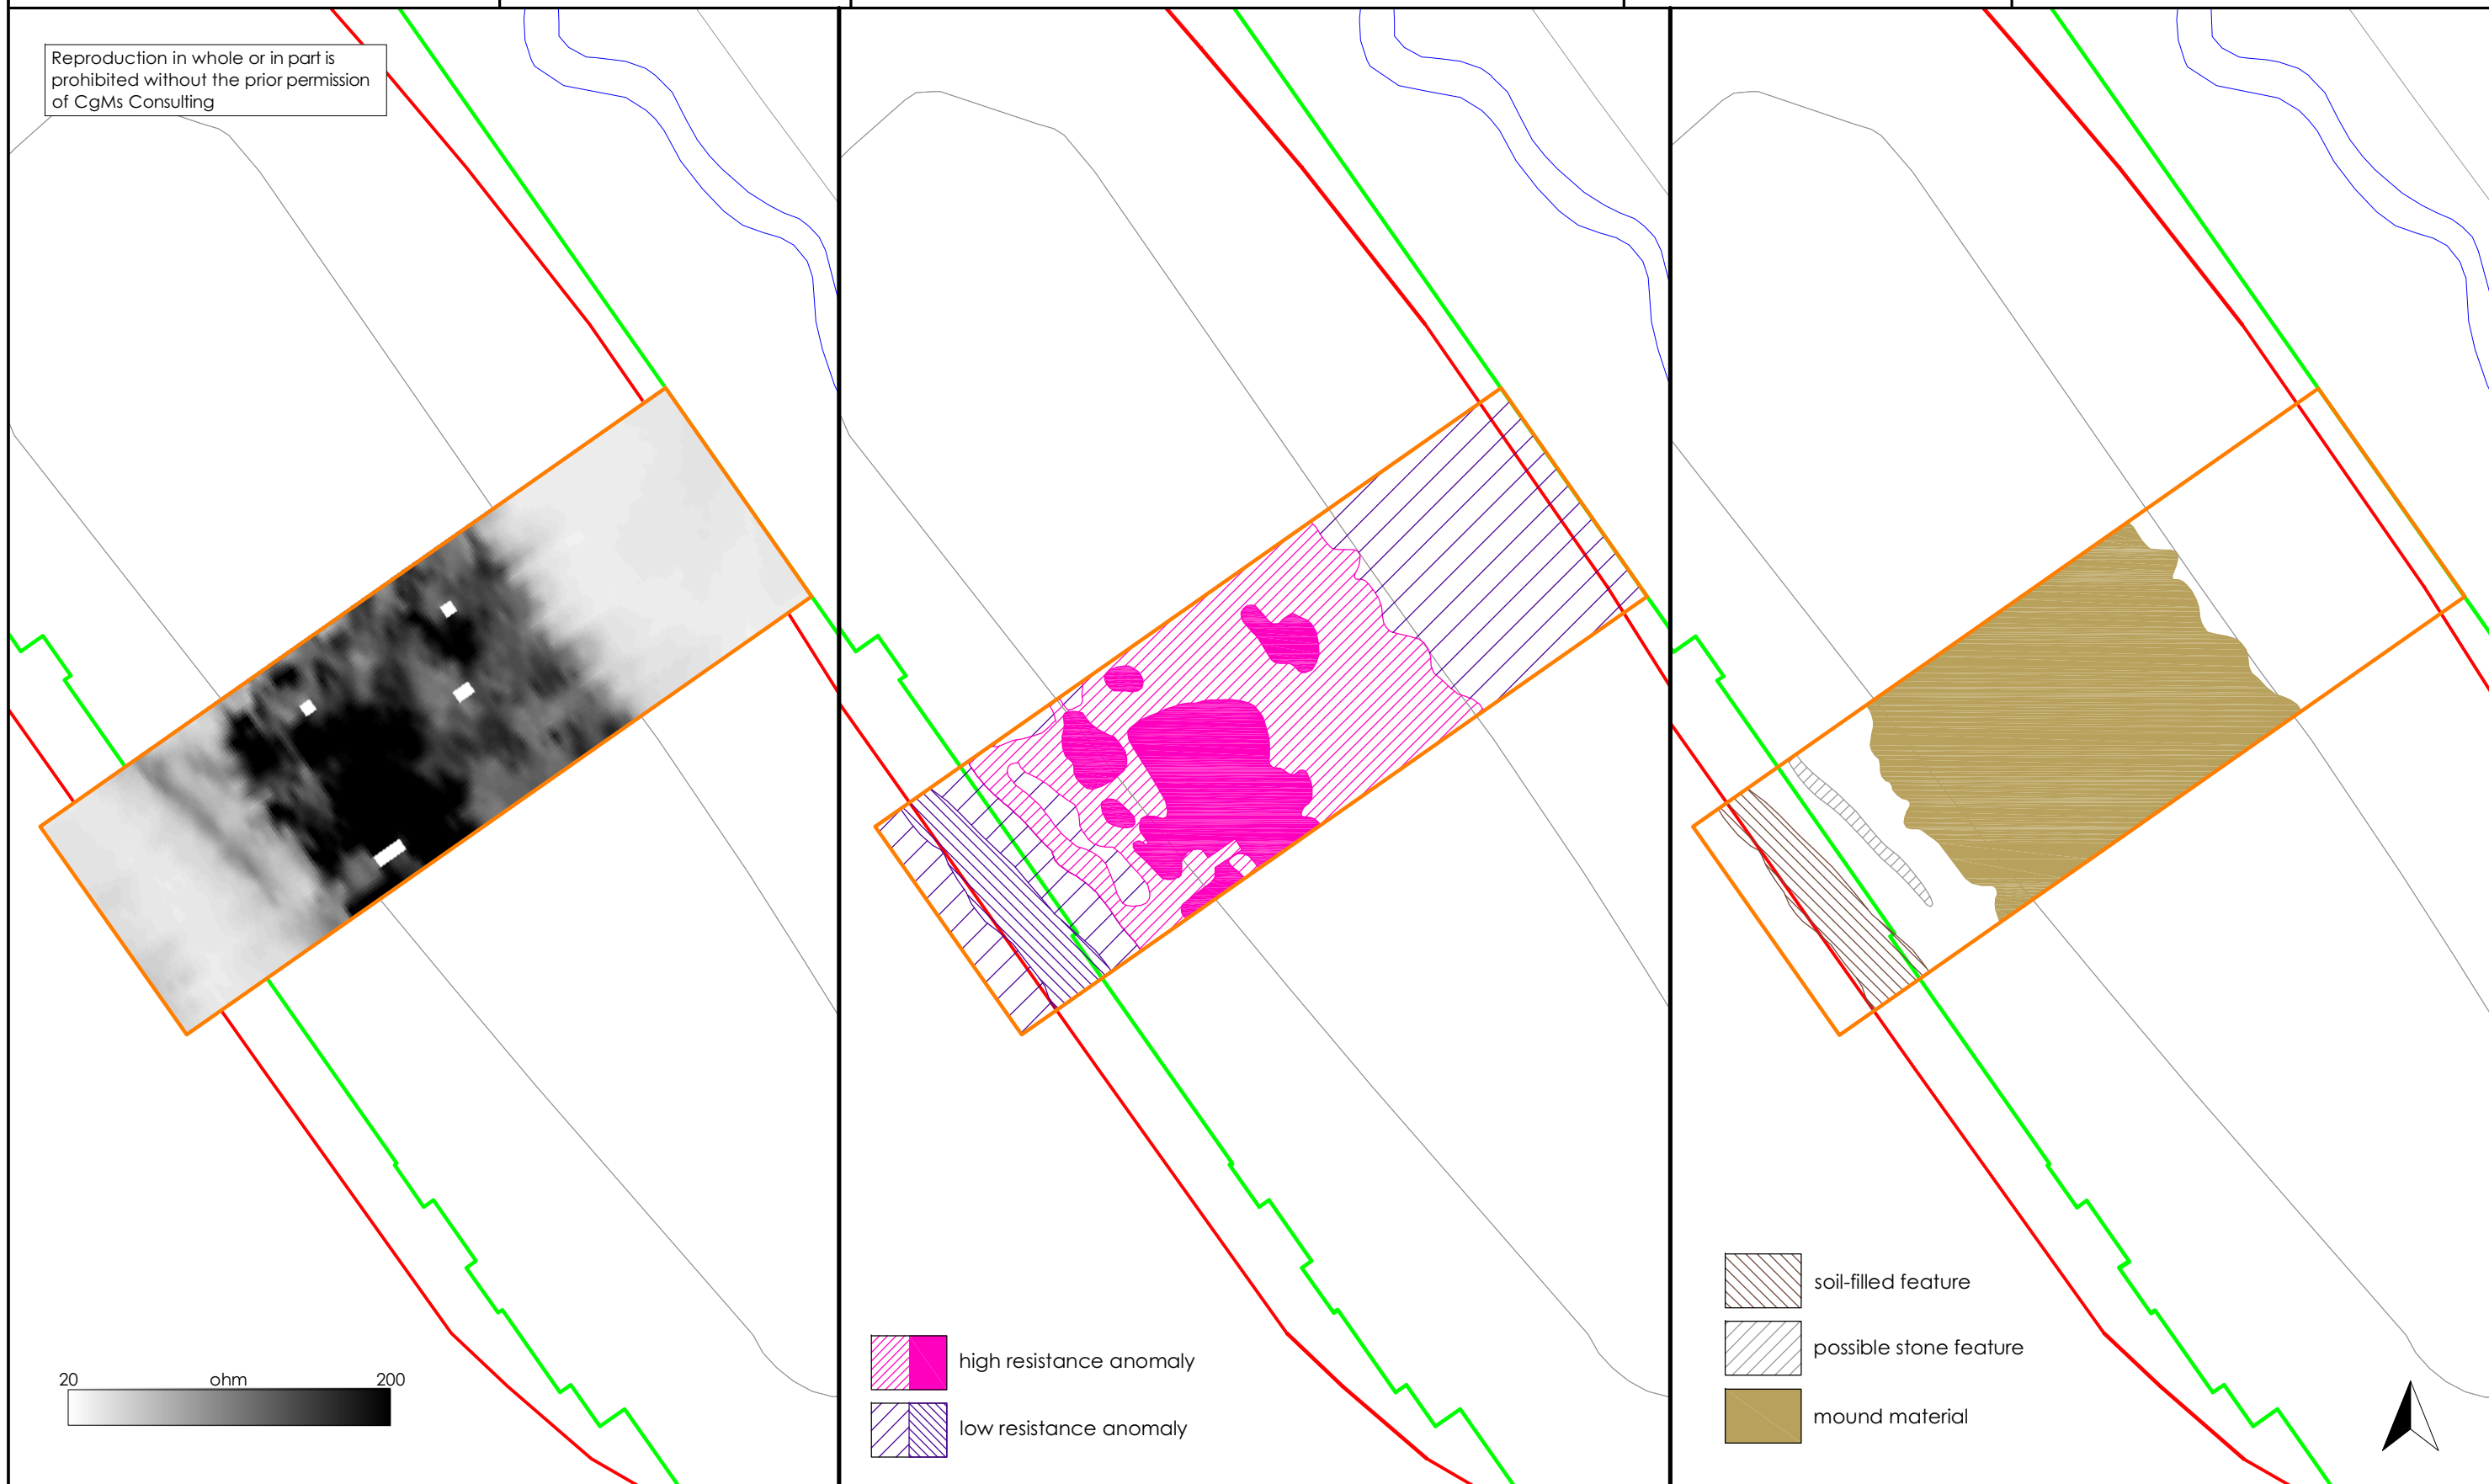 Reproduction in whole or in part is
prohibited without the prior permission
of CgMs Consulting
20 ohm 200
high resistance anomaly
low resistance anomaly
soil-filled feature
possible stone feature
mound material